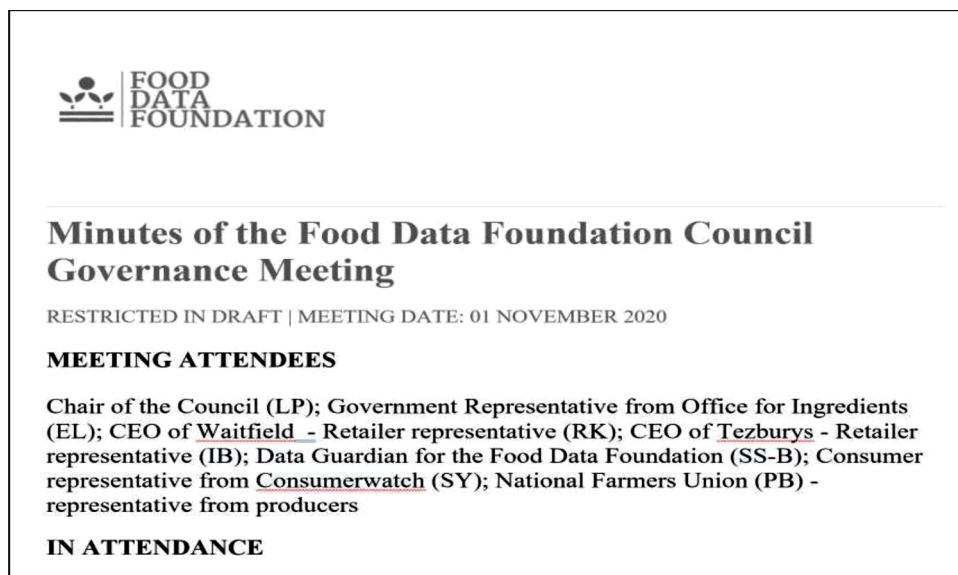 FOOD
DATA
FOUNDATION
Minutes of the Food Data Foundation Council
Governance Meeting
RESTRICTED IN DRAFT | MEETING DATE: 01 NOVEMBER 2020
MEETING ATTENDEES
Chair of the Council (LP); Government Representative from Office for Ingredients
(EL); CEO of Waitfield - Retailer representative (RK); CEO of Tezburys - Retailer
representative (IB); Data Guardian for the Food Data Foundation (SS-B); Consumer
representative from Consumerwatch (SY); National Farmers Union (PB) -
representative from producers
IN ATTENDANCE